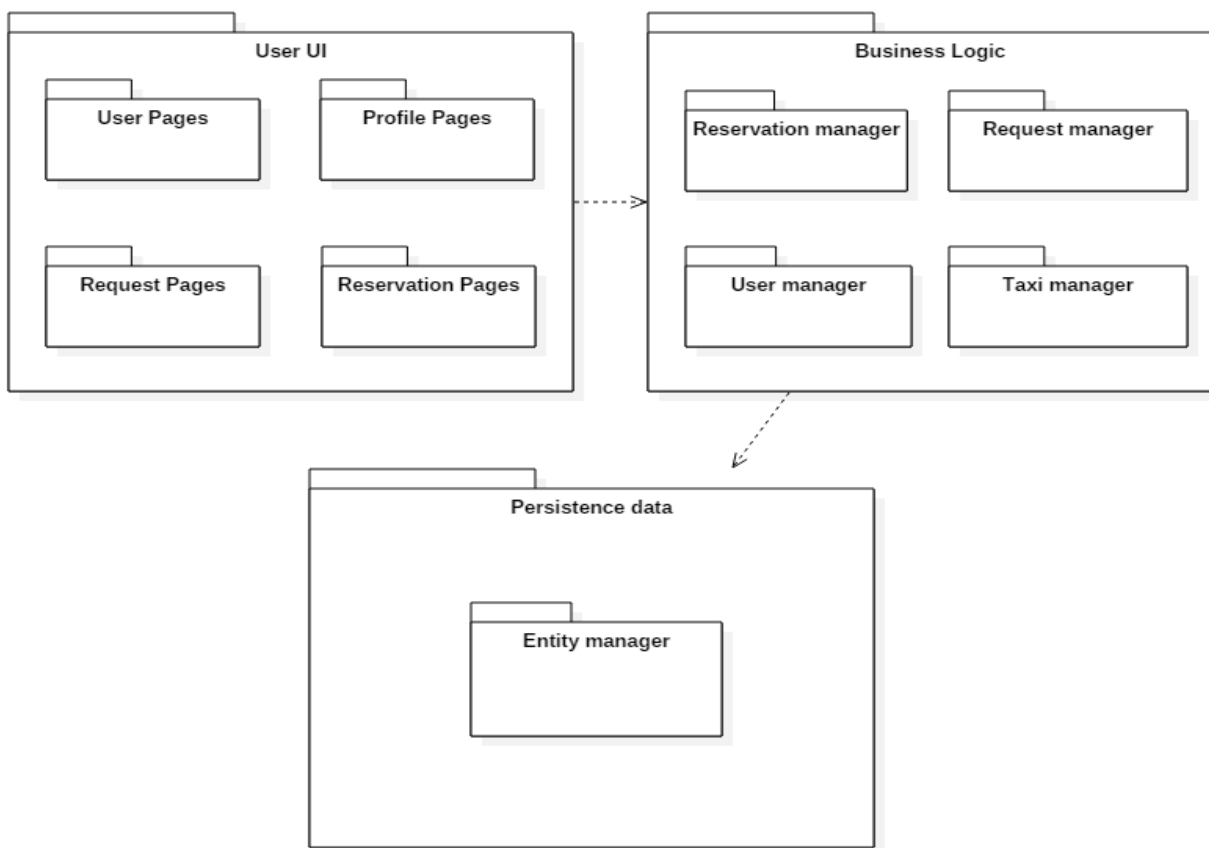 User UI
User Pages
Profile Pages
Request Pages
Reservation Pages
Business Logic
Reservation manager
Request manager
User manager
Taxi manager
Persistence data
Entity manager